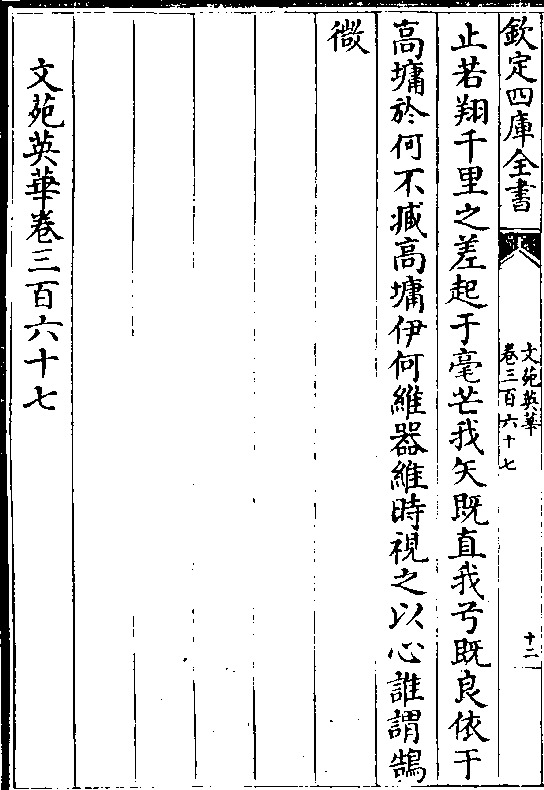 欽定四庫全書
文苑英華
卷三百六十七
十二
止若翔千里之差起于毫芒我矢既直我弓既良依于
高墉於何不臧高墉伊何維器維時視之以心誰謂鵠
微
文苑英華卷三百六十七